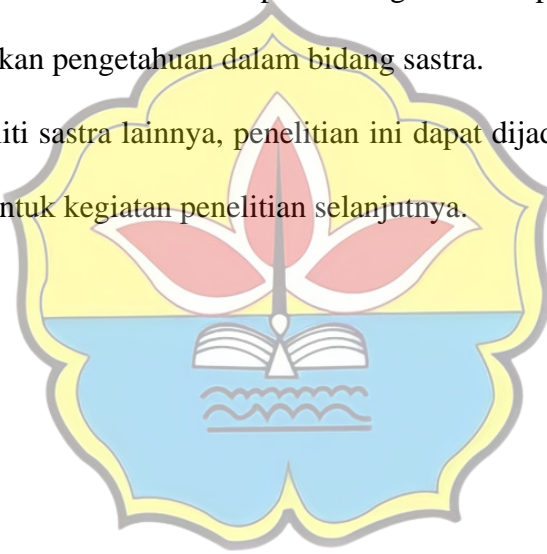 kan pengetahuan dalam bidang sastra.
iti sastra lainnya, penelitian ini dapat dijad
ntuk kegiatan penelitian selanjutnya.